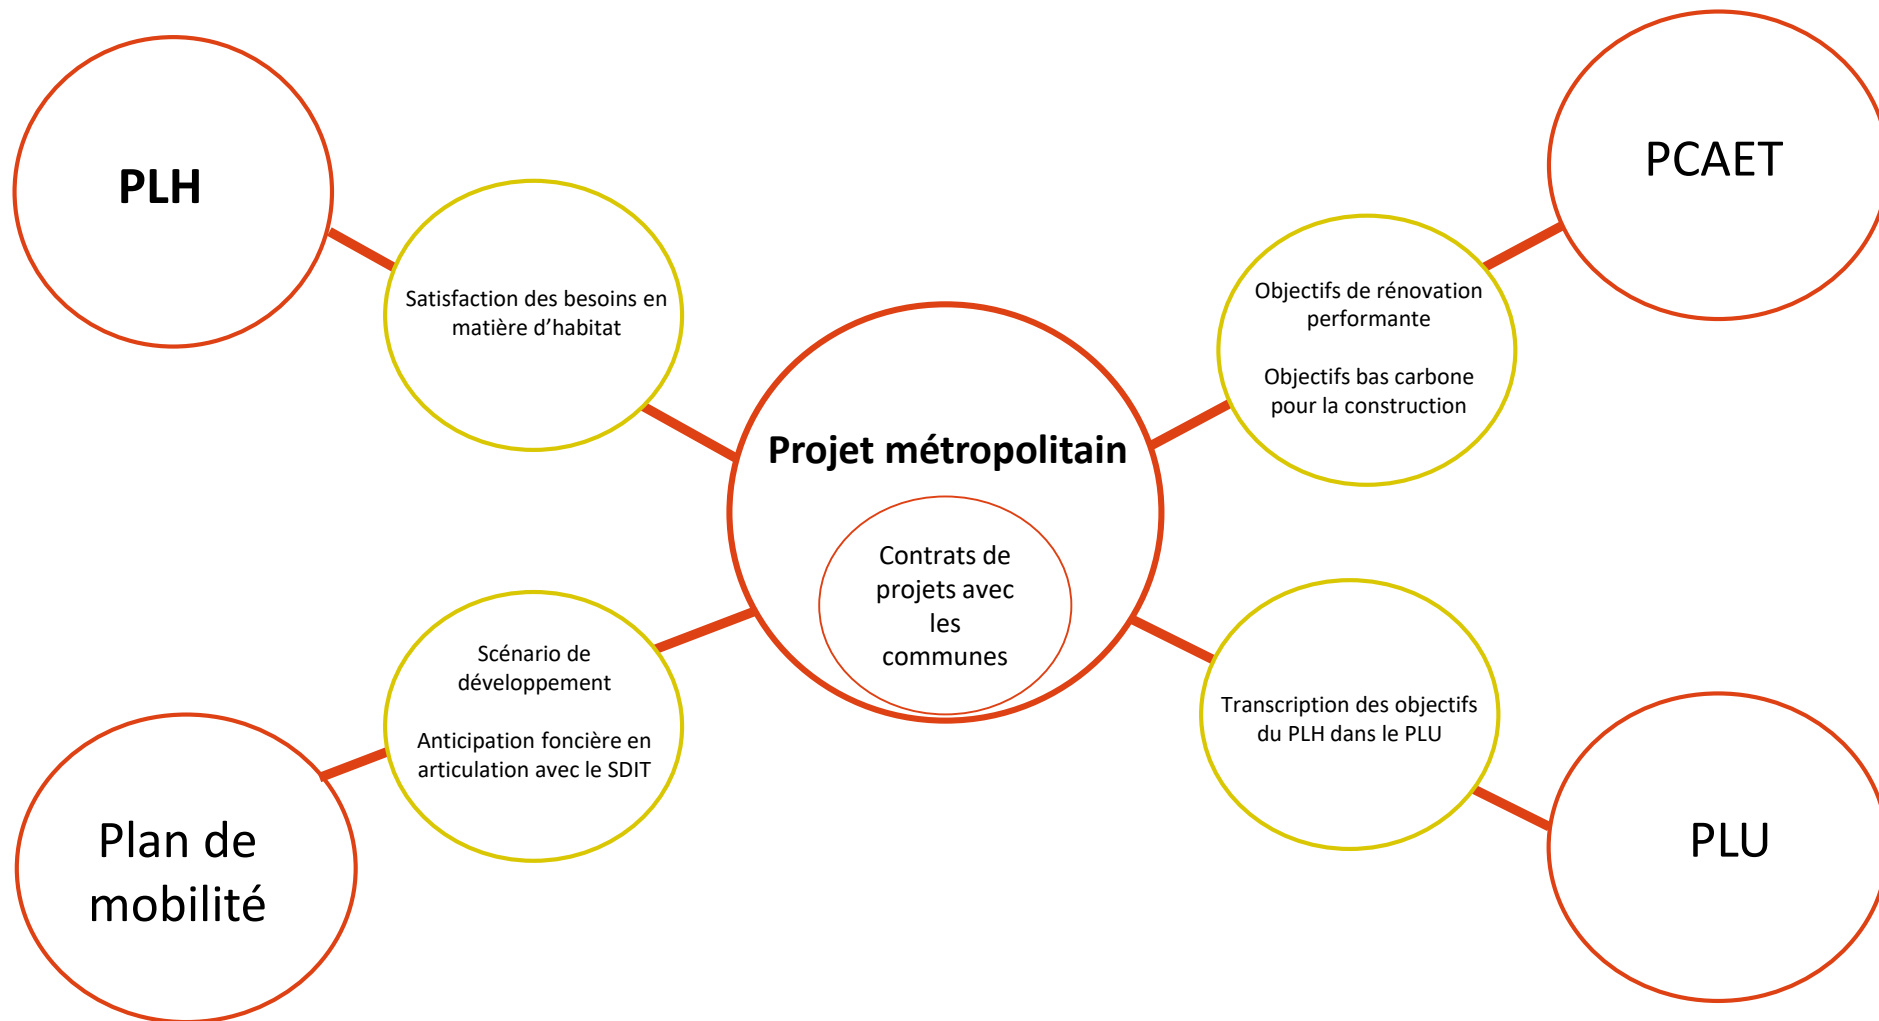 PLH
Satisfaction des besoins en
matière d’habitat
PCAET
Objectifs de rénovation
performante
Objectifs bas carbone
pour la construction
Projet métropolitain
Contrats de
projets avec
les
communes
Scénario de
développement
Anticipation foncière en
articulation avec le SDIT
Plan de
mobilité
Transcription des objectifs
du PLH dans le PLU
PLU